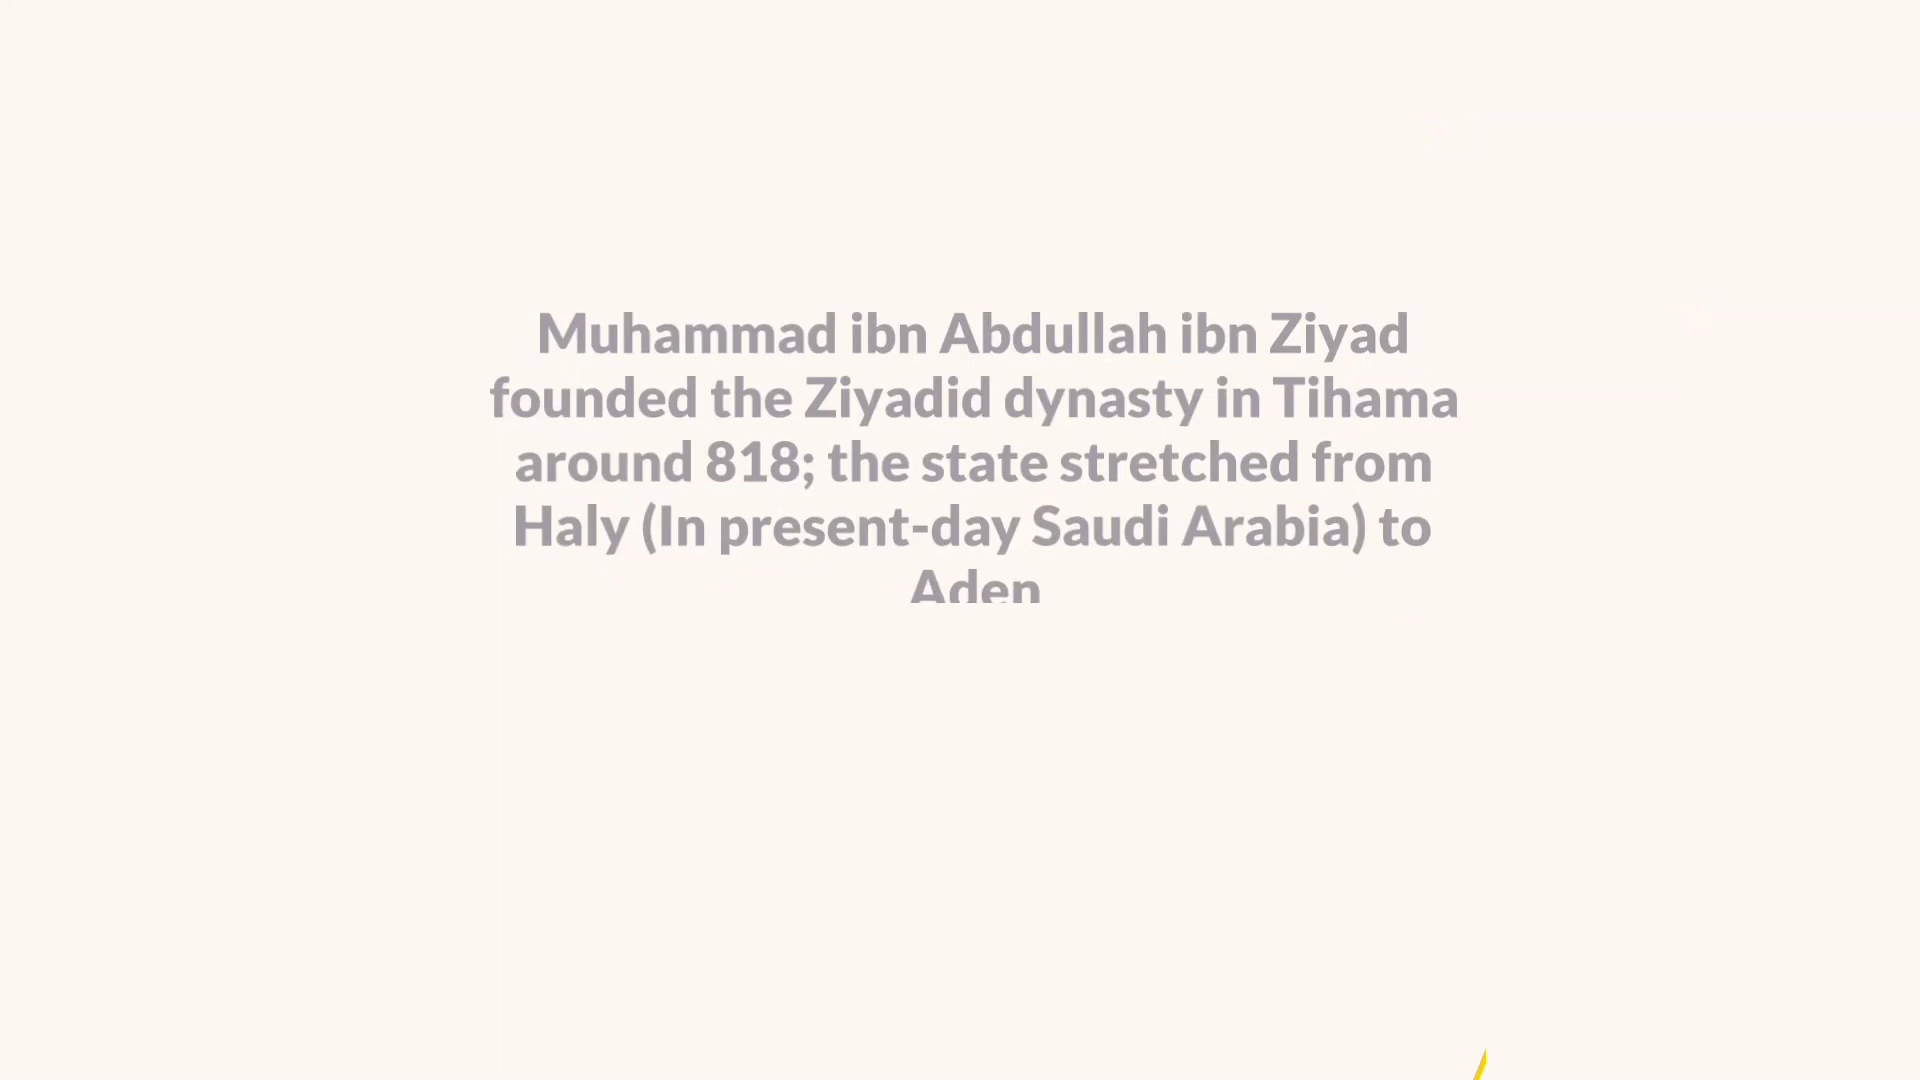 Muhammad ibn Abdullah ibn Ziyad
founded the Ziyadid dynasty in Tihama
around 818; the state stretched from
Haly (In present-day Saudi Arabia) to
Aden